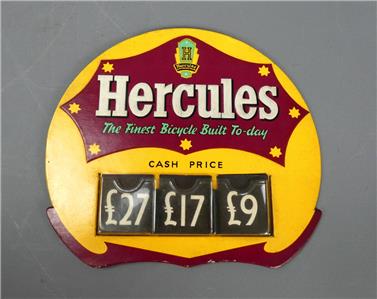 H
Hercules
The Finest Bicycle Built To-day
CASH PRICE
£27 £17 £9